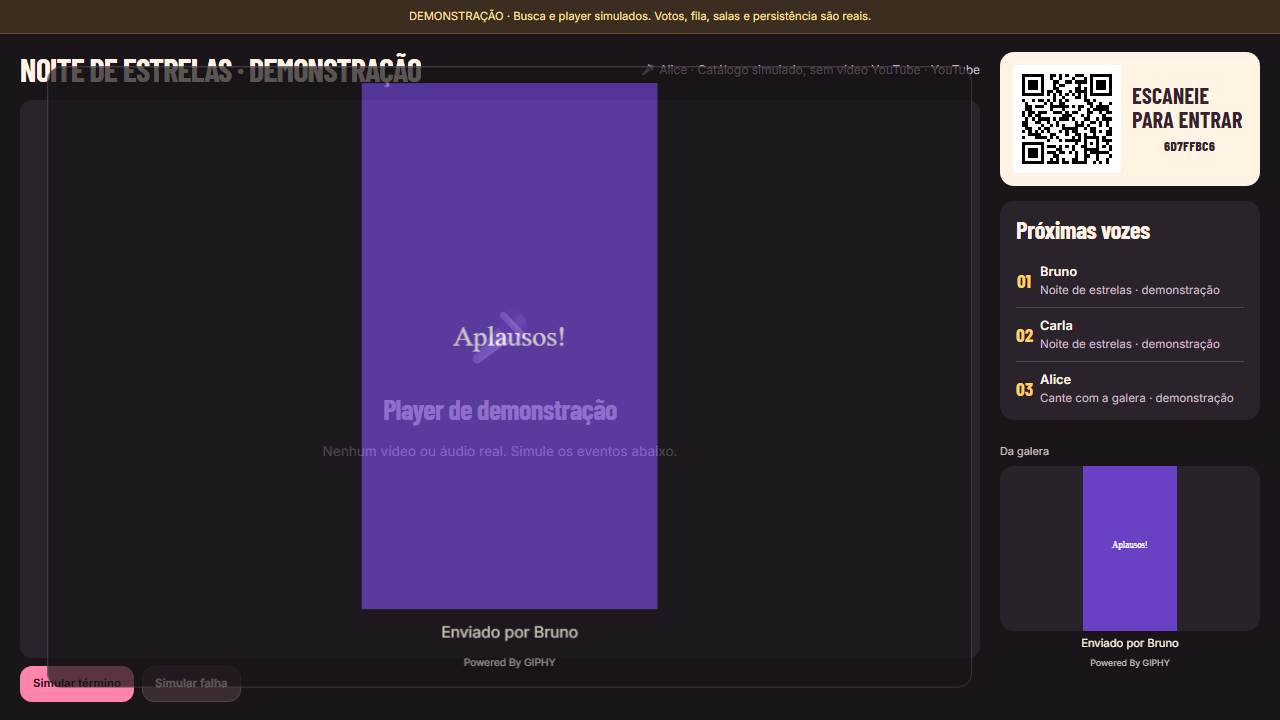 DEMONSTRAÇÃO · Busca e player simulados. Votos, fila, salas e persistência são reais.
NOITE DE ESTRELAS · DEMONSTRAÇÃO
Alice · Catálogo simulado, sem vídeo YouTube · YouTube
Aplausos!
Player de demonstração
Nenhum vídeo ou áudio real. Simule os eventos abaixo.
Enviado por Bruno
Powered By GIPHY
Simular término
Simular falha
ESCANEIE
PARA ENTRAR
6D7FFBC6
Próximas vozes
01
Bruno
Noite de estrelas · demonstração
02
Carla
Noite de estrelas · demonstração
03
Alice
Cante com a galera · demonstração
Da galera
Aplausos!
Enviado por Bruno
Powered By GIPHY